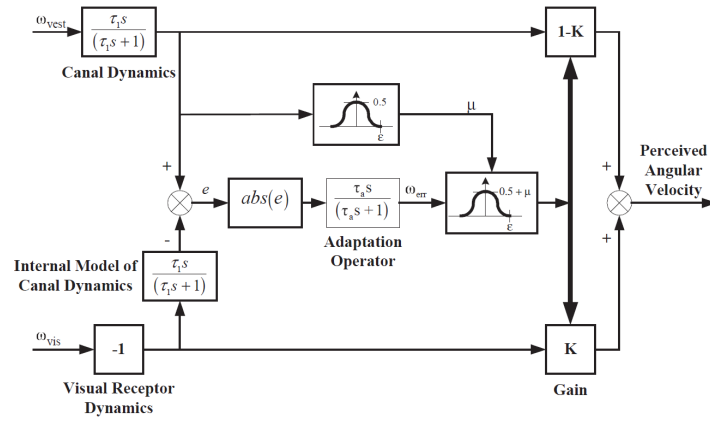 ω_vest
τ₁s
(τ₁s + 1)
Canal Dynamics
1-K
0.5
ε
μ
+
-
e
abs(e)
τₐs
(τₐs + 1)
ω_err
Adaptation
Operator
0.5 + μ
ε
Perceived
Angular
Velocity
+
+
Internal Model of
Canal Dynamics
τ₁s
(τ₁s + 1)
ω_vis
-1
Visual Receptor
Dynamics
K
Gain